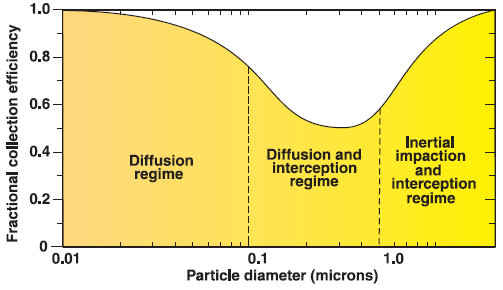 Fractional collection efficiency
1.0
0.8
0.6
0.4
0.2
0
Diffusion
regime
Diffusion and
interception
regime
Inertial
impaction
and
interception
regime
0.01
0.1
1.0
Particle diameter (microns)